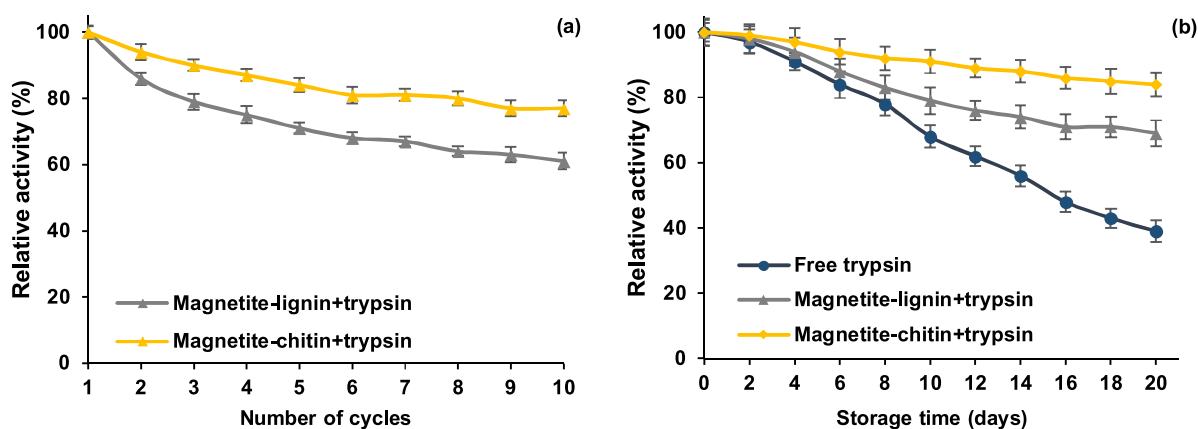 (a)
Relative activity (%)
100
80
60
40
20
0
Magnetite-lignin+trypsin
Magnetite-chitin+trypsin
1 2 3 4 5 6 7 8 9 10
Number of cycles
(b)
Relative activity (%)
100
80
60
40
20
0
Free trypsin
Magnetite-lignin+trypsin
Magnetite-chitin+trypsin
0 2 4 6 8 10 12 14 16 18 20
Storage time (days)